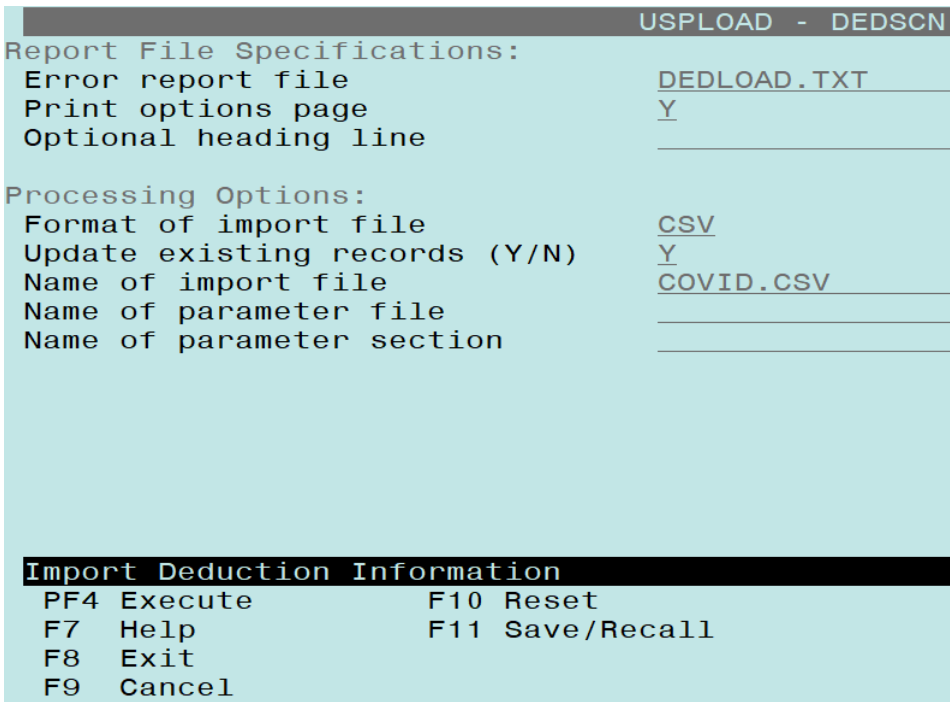 USPLOAD - DEDSCN
Report File Specifications:
Error report file DEDLOAD.TXT
Print options page Y
Optional heading line
Processing Options:
Format of import file CSV
Update existing records (Y/N) Y
Name of import file COVID.CSV
Name of parameter file
Name of parameter section
Import Deduction Information
PF4 Execute F10 Reset
F7 Help F11 Save/Recall
F8 Exit
F9 Cancel